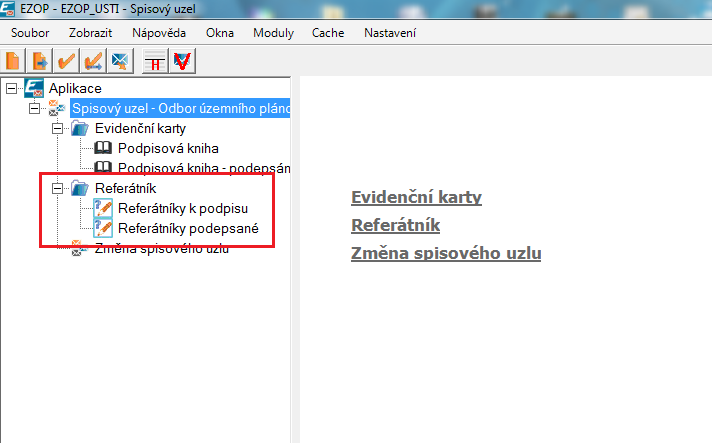 EZOP - EZOP_USTI - Spisový uzel
Soubor Zobrazit Nápověda Okna Moduly Cache Nastavení
Aplikace
Spisový uzel - Odbor územního pláno
Evidenční karty
Podpisová kniha
Podpisová kniha - podepsán
Referátník
Referátníky k podpisu
Referátníky podepsané
Změna spisového uzlu
Evidenční karty
Referátník
Změna spisového uzlu